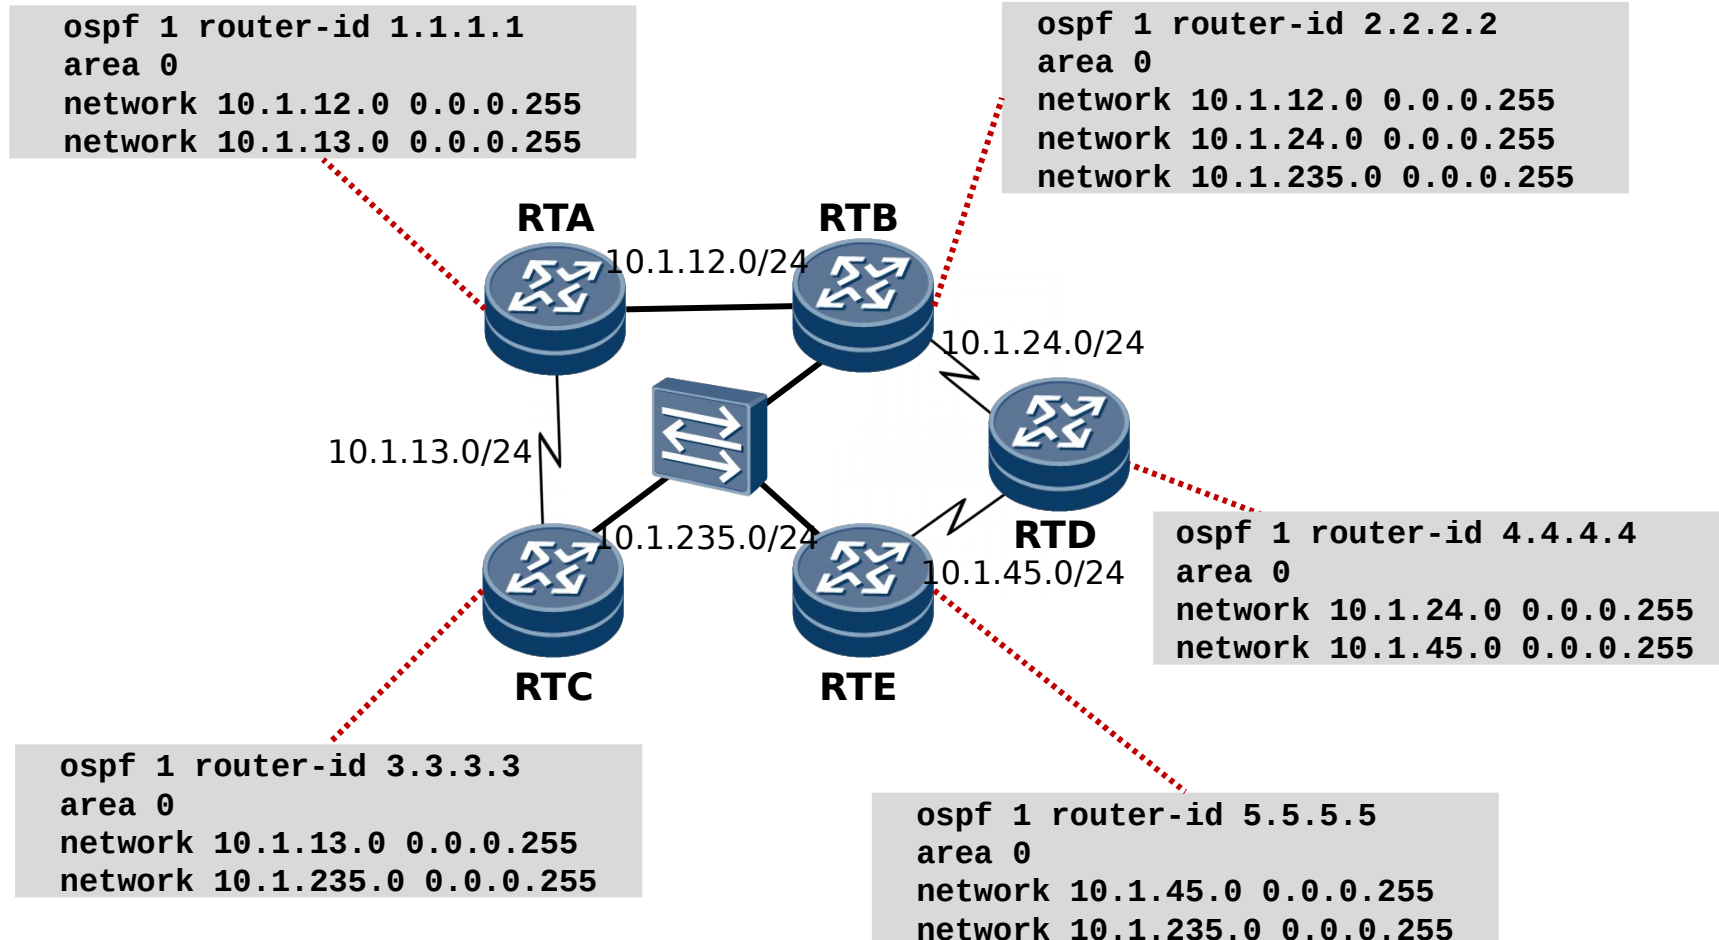 ospf 1 router-id 1.1.1.1
area 0
network 10.1.12.0 0.0.0.255
network 10.1.13.0 0.0.0.255
ospf 1 router-id 2.2.2.2
area 0
network 10.1.12.0 0.0.0.255
network 10.1.24.0 0.0.0.255
network 10.1.235.0 0.0.0.255
RTA
RTB
10.1.12.0/24
10.1.24.0/24
10.1.13.0/24
10.1.235.0/24
RTD
10.1.45.0/24
RTC
RTE
ospf 1 router-id 4.4.4.4
area 0
network 10.1.24.0 0.0.0.255
network 10.1.45.0 0.0.0.255
ospf 1 router-id 3.3.3.3
area 0
network 10.1.13.0 0.0.0.255
network 10.1.235.0 0.0.0.255
ospf 1 router-id 5.5.5.5
area 0
network 10.1.45.0 0.0.0.255
network 10.1.235.0 0.0.0.255